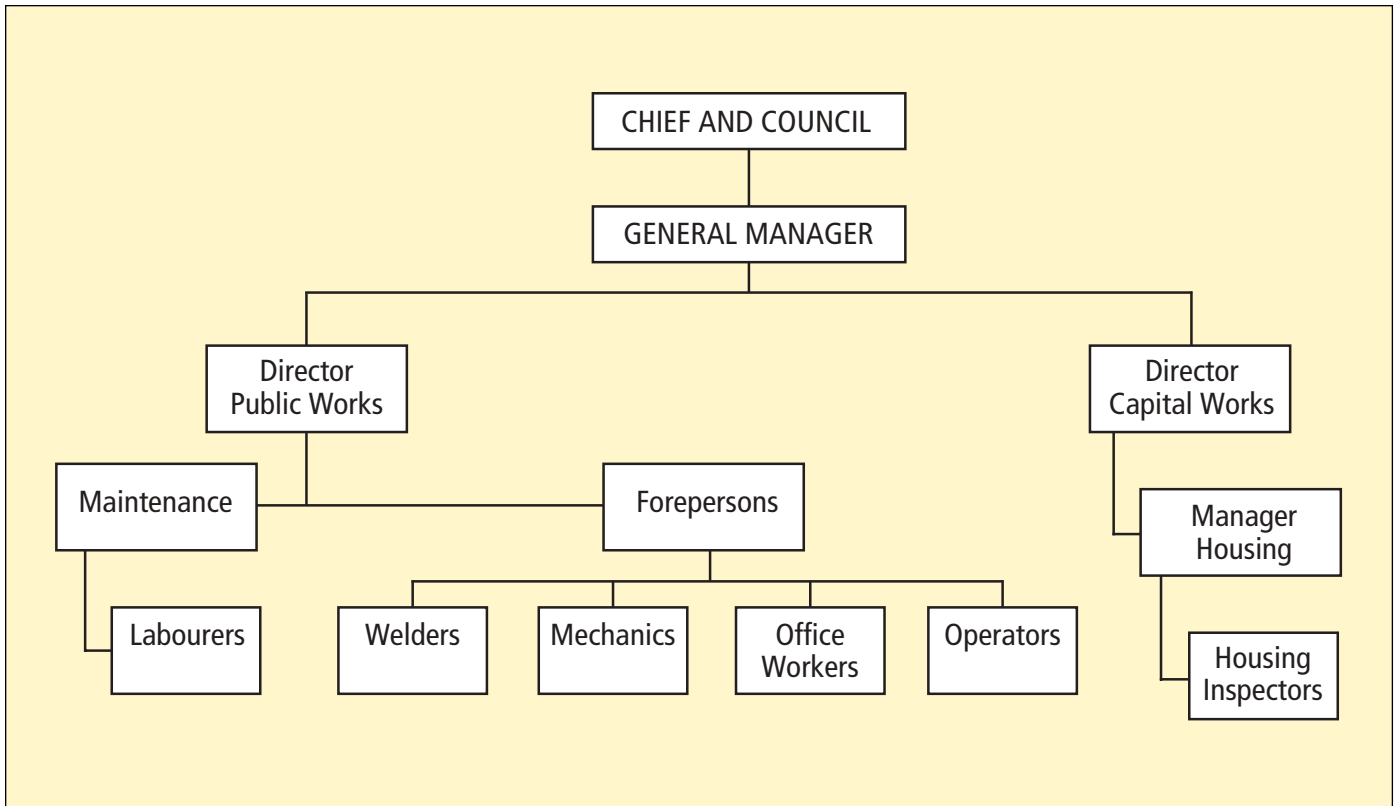 CHIEF AND COUNCIL
GENERAL MANAGER
Director
Public Works
Director
Capital Works
Maintenance
Forepersons
Manager
Housing
Labourers
Welders
Mechanics
Office
Workers
Operators
Housing
Inspectors